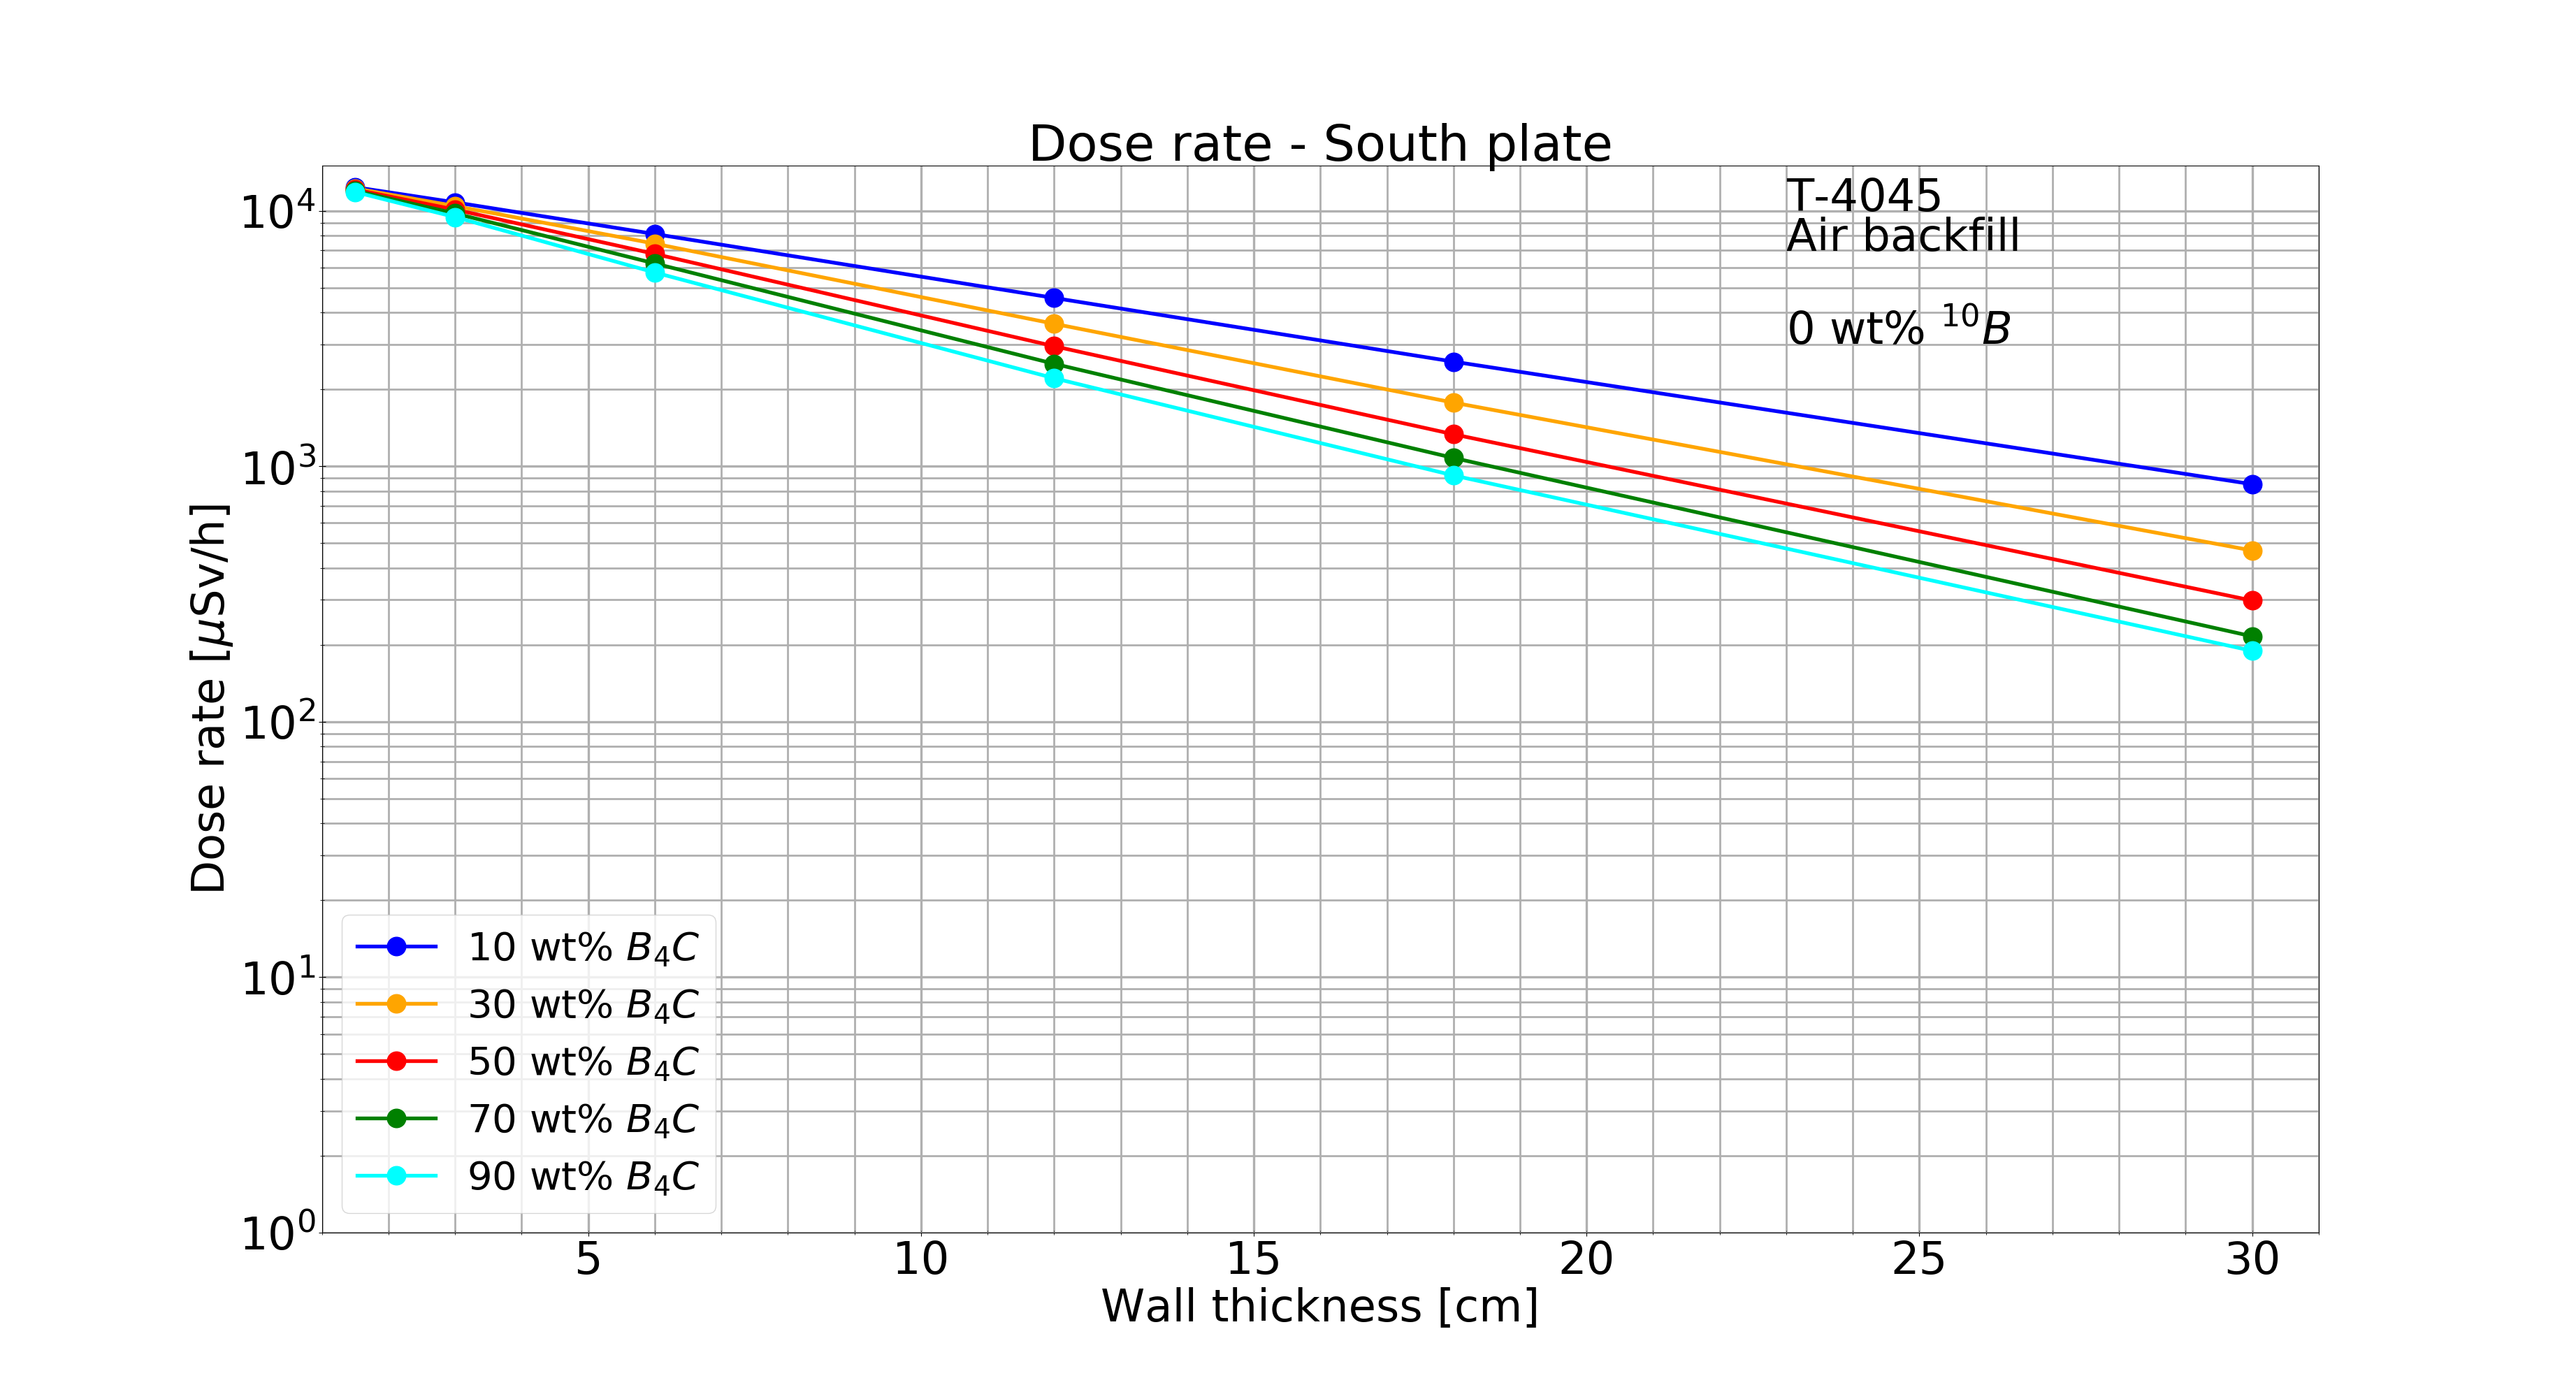 Dose rate - South plate
T-4045
Air backfill
0 wt% ¹⁰B
Dose rate [μSv/h]
10⁴
10³
10²
10¹
10⁰
10 wt% B₄C
30 wt% B₄C
50 wt% B₄C
70 wt% B₄C
90 wt% B₄C
5 10 15 20 25 30
Wall thickness [cm]